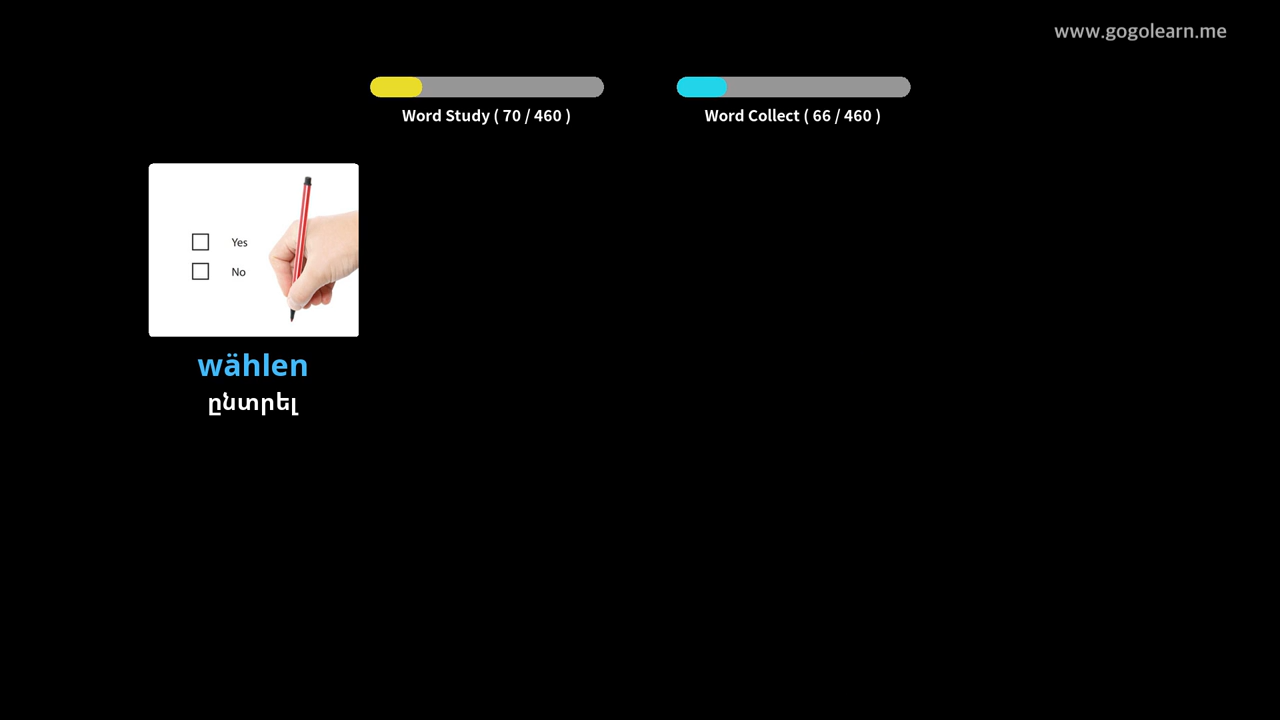 www.gogolearn.me
Word Study ( 70 / 460 )
Word Collect ( 66 / 460 )
Yes
No
wählen
ընտրել